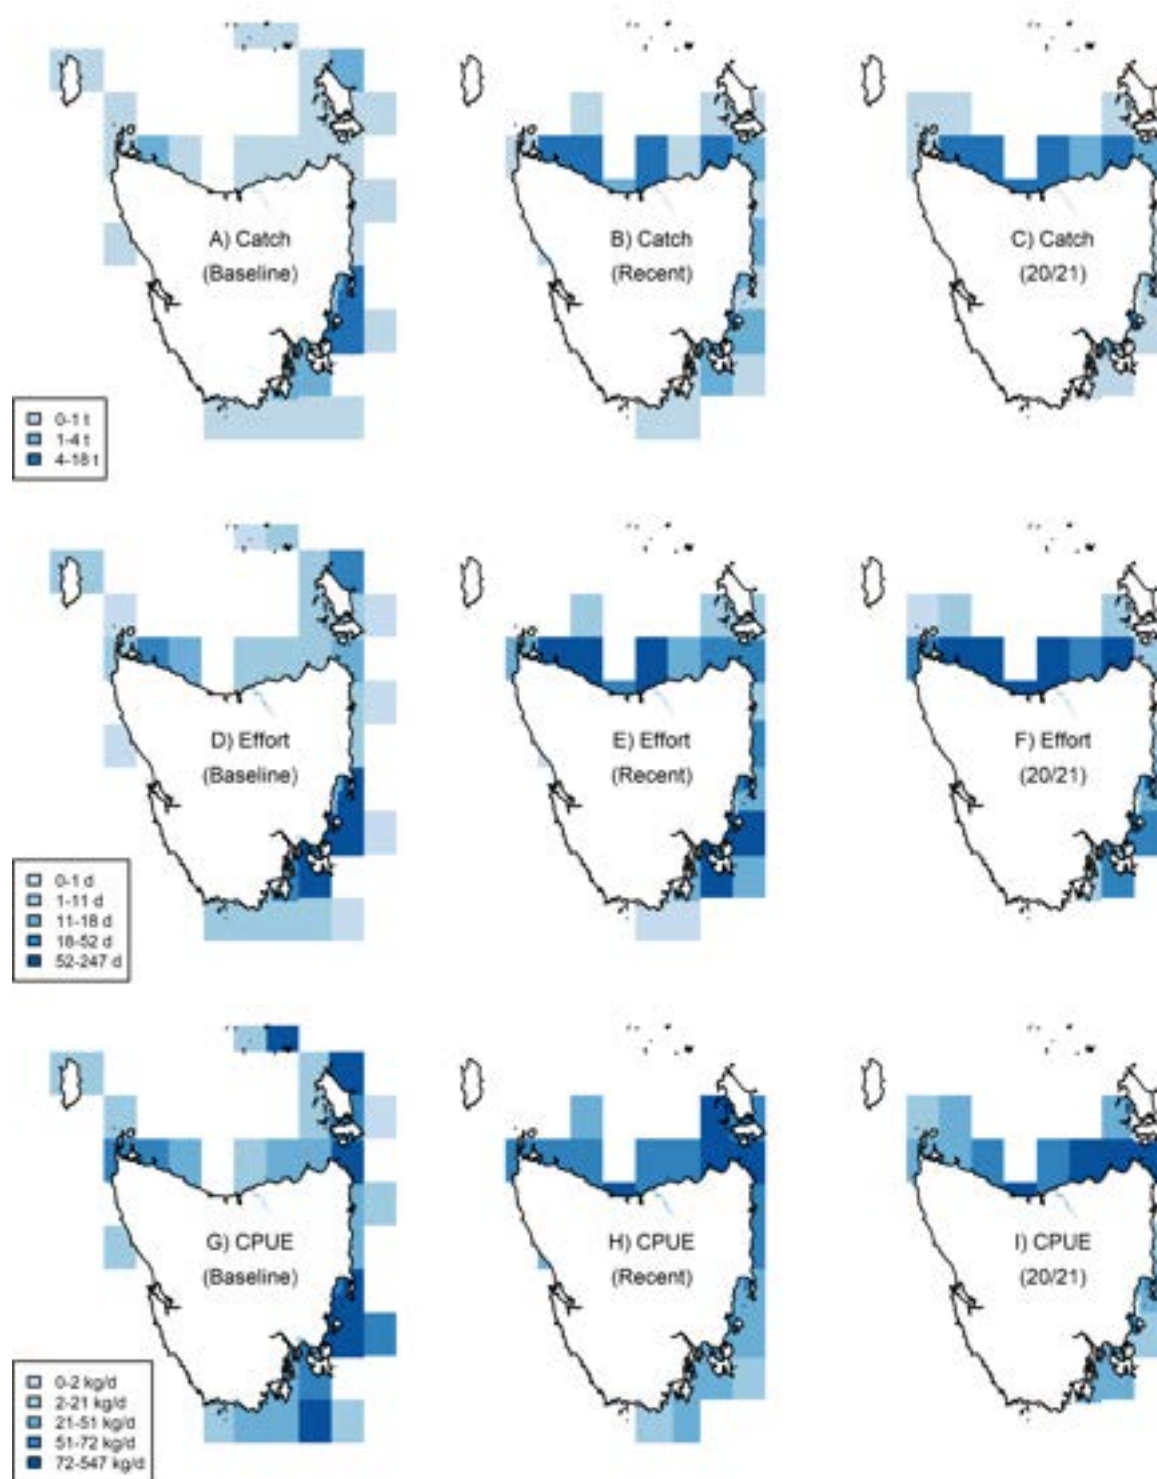 A) Catch
(Baseline)
B) Catch
(Recent)
C) Catch
(20/21)
0-1 t
1-4 t
4-18 t
D) Effort
(Baseline)
E) Effort
(Recent)
F) Effort
(20/21)
0-1 d
1-11 d
11-18 d
18-52 d
52-247 d
G) CPUE
(Baseline)
H) CPUE
(Recent)
I) CPUE
(20/21)
0-2 kg/d
2-21 kg/d
21-51 kg/d
51-72 kg/d
72-547 kg/d